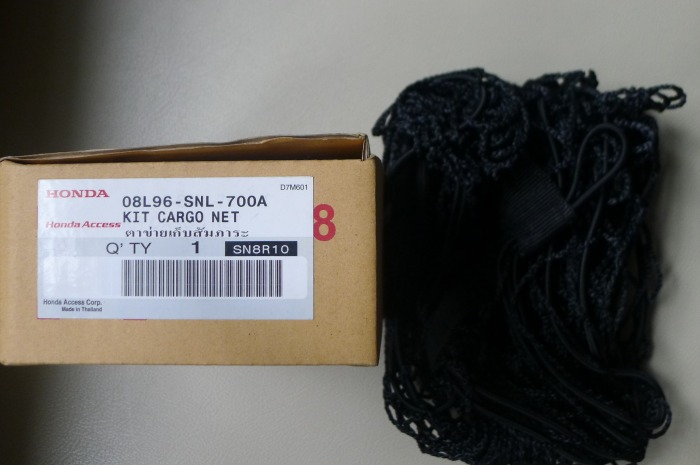 D7M601
HONDA 08L96-SNL-700A
Honda Access KIT CARGO NET
ตาข่ายเก็บสัมภาระ
8
Q'TY 1 SN8R10
Honda Access Corp.
Made in Thailand